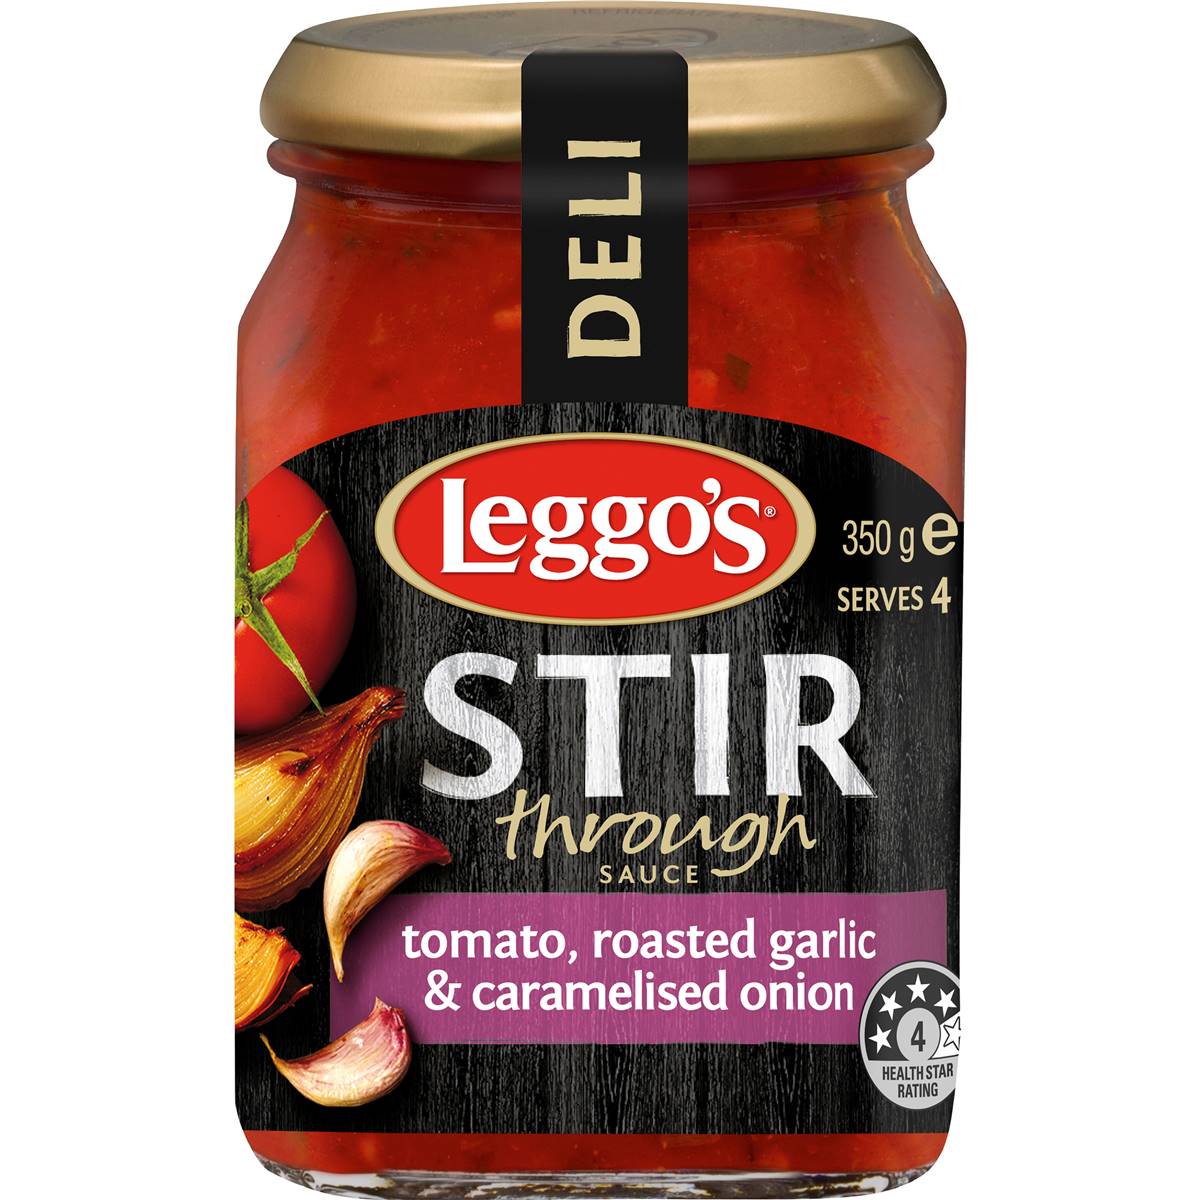 DELI
Leggo's®
350 g e
SERVES 4
STIR
through
SAUCE
tomato, roasted garlic
& caramelised onion
4
HEALTH STAR
RATING